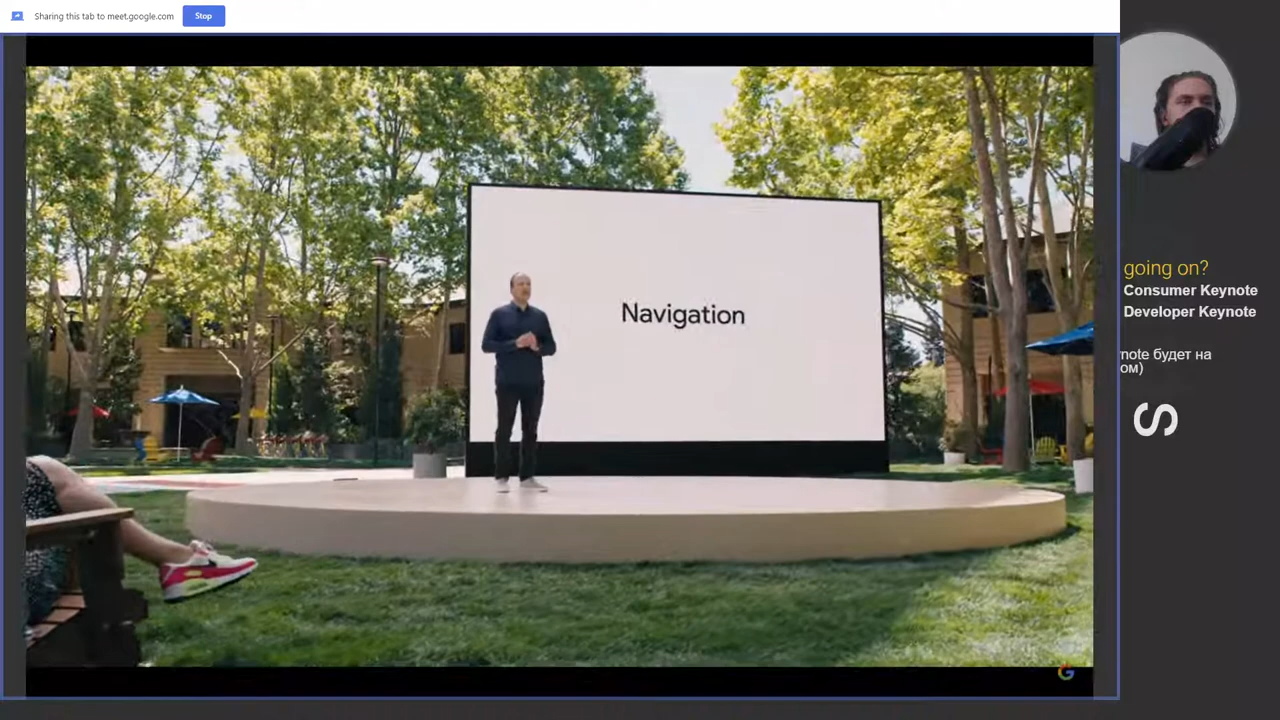 Sharing this tab to meet.google.com
Stop
Navigation
going on?
Consumer Keynote
Developer Keynote
note будет на
ом)
S